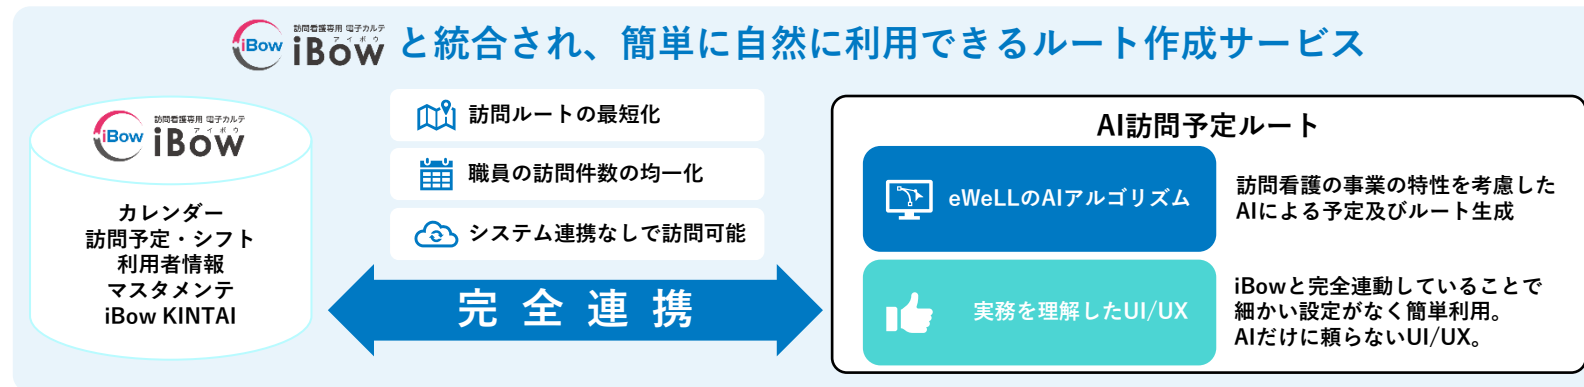 iBow
訪問看護専用 電子カルテ
アイボウ
iBow
と統合され、簡単に自然に利用できるルート作成サービス
iBow
訪問看護専用 電子カルテ
アイボウ
iBow
カレンダー
訪問予定・シフト
利用者情報
マスタメンテ
iBow KINTAI
訪問ルートの最短化
職員の訪問件数の均一化
システム連携なしで訪問可能
完全連携
AI訪問予定ルート
eWeLLのAIアルゴリズム
訪問看護の事業の特性を考慮した
AIによる予定及びルート生成
実務を理解したUI/UX
iBowと完全連動していることで
細かい設定がなく簡単利用。
AIだけに頼らないUI/UX。